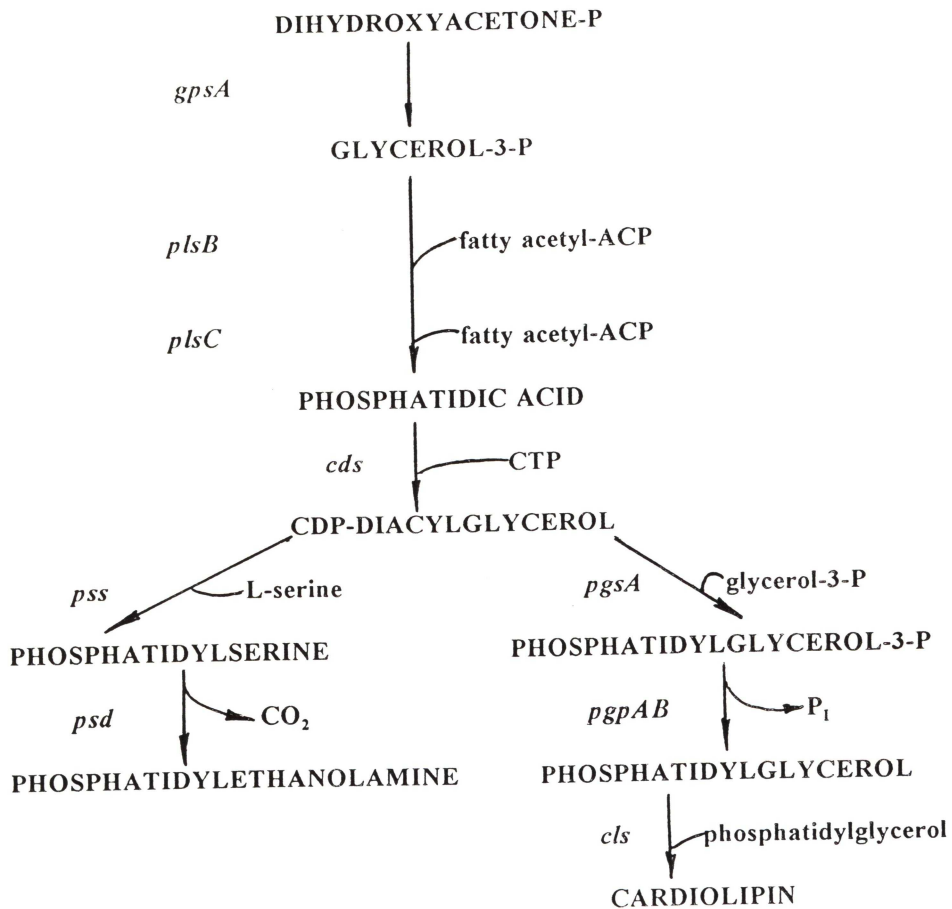 DIHYDROXYACETONE-P
gpsA
GLYCEROL-3-P
plsB
fatty acetyl-ACP
plsC
fatty acetyl-ACP
PHOSPHATIDIC ACID
cds
CTP
CDP-DIACYLGLYCEROL
pss
L-serine
pgsA
glycerol-3-P
PHOSPHATIDYLSERINE
PHOSPHATIDYLGLYCEROL-3-P
psd
CO₂
pgpAB
P_I
PHOSPHATIDYLETHANOLAMINE
PHOSPHATIDYLGLYCEROL
cls
phosphatidylglycerol
CARDIOLIPIN